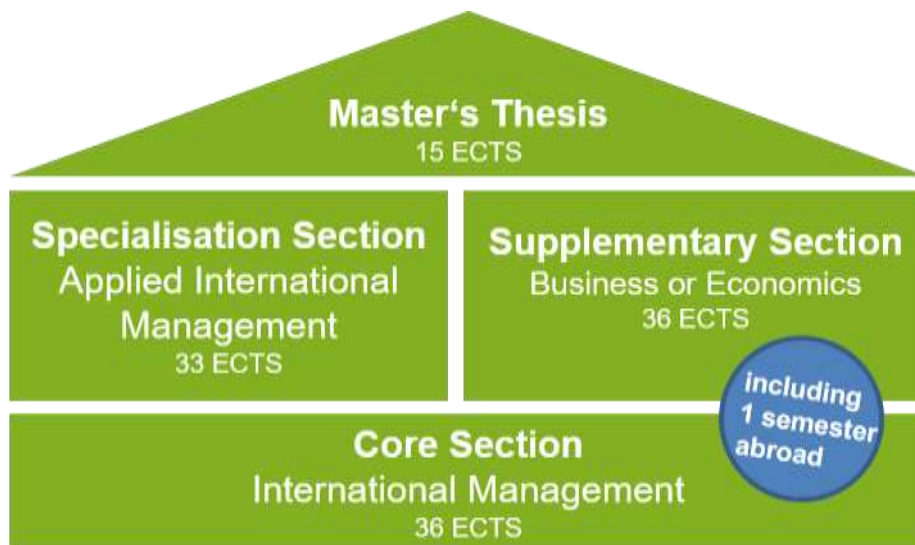 Master‘s Thesis
15 ECTS
Specialisation Section
Applied International
Management
33 ECTS
Supplementary Section
Business or Economics
36 ECTS
including
1 semester
abroad
Core Section
International Management
36 ECTS